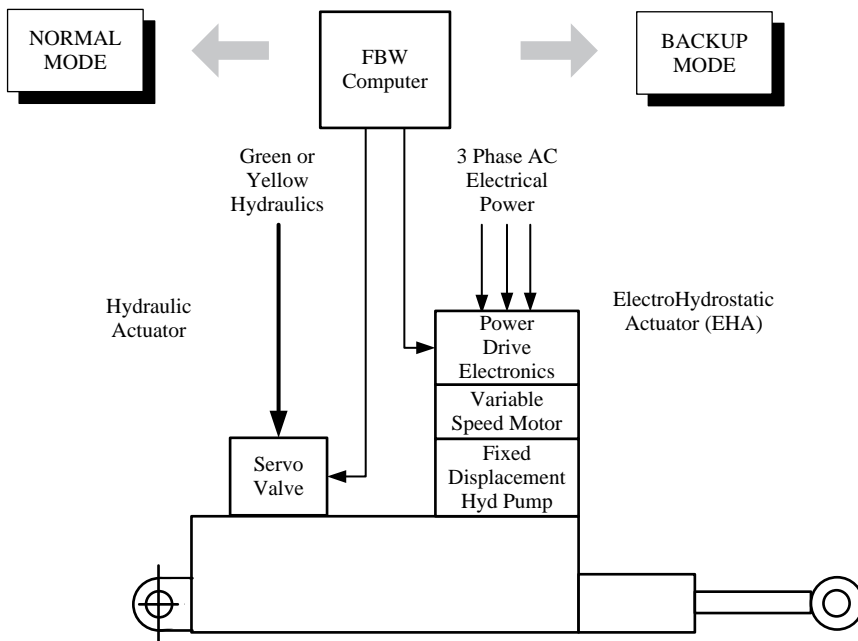 NORMAL
MODE
FBW
Computer
BACKUP
MODE
Green or
Yellow
Hydraulics
3 Phase AC
Electrical
Power
Hydraulic
Actuator
ElectroHydrostatic
Actuator (EHA)
Power
Drive
Electronics
Variable
Speed Motor
Servo
Valve
Fixed
Displacement
Hyd Pump